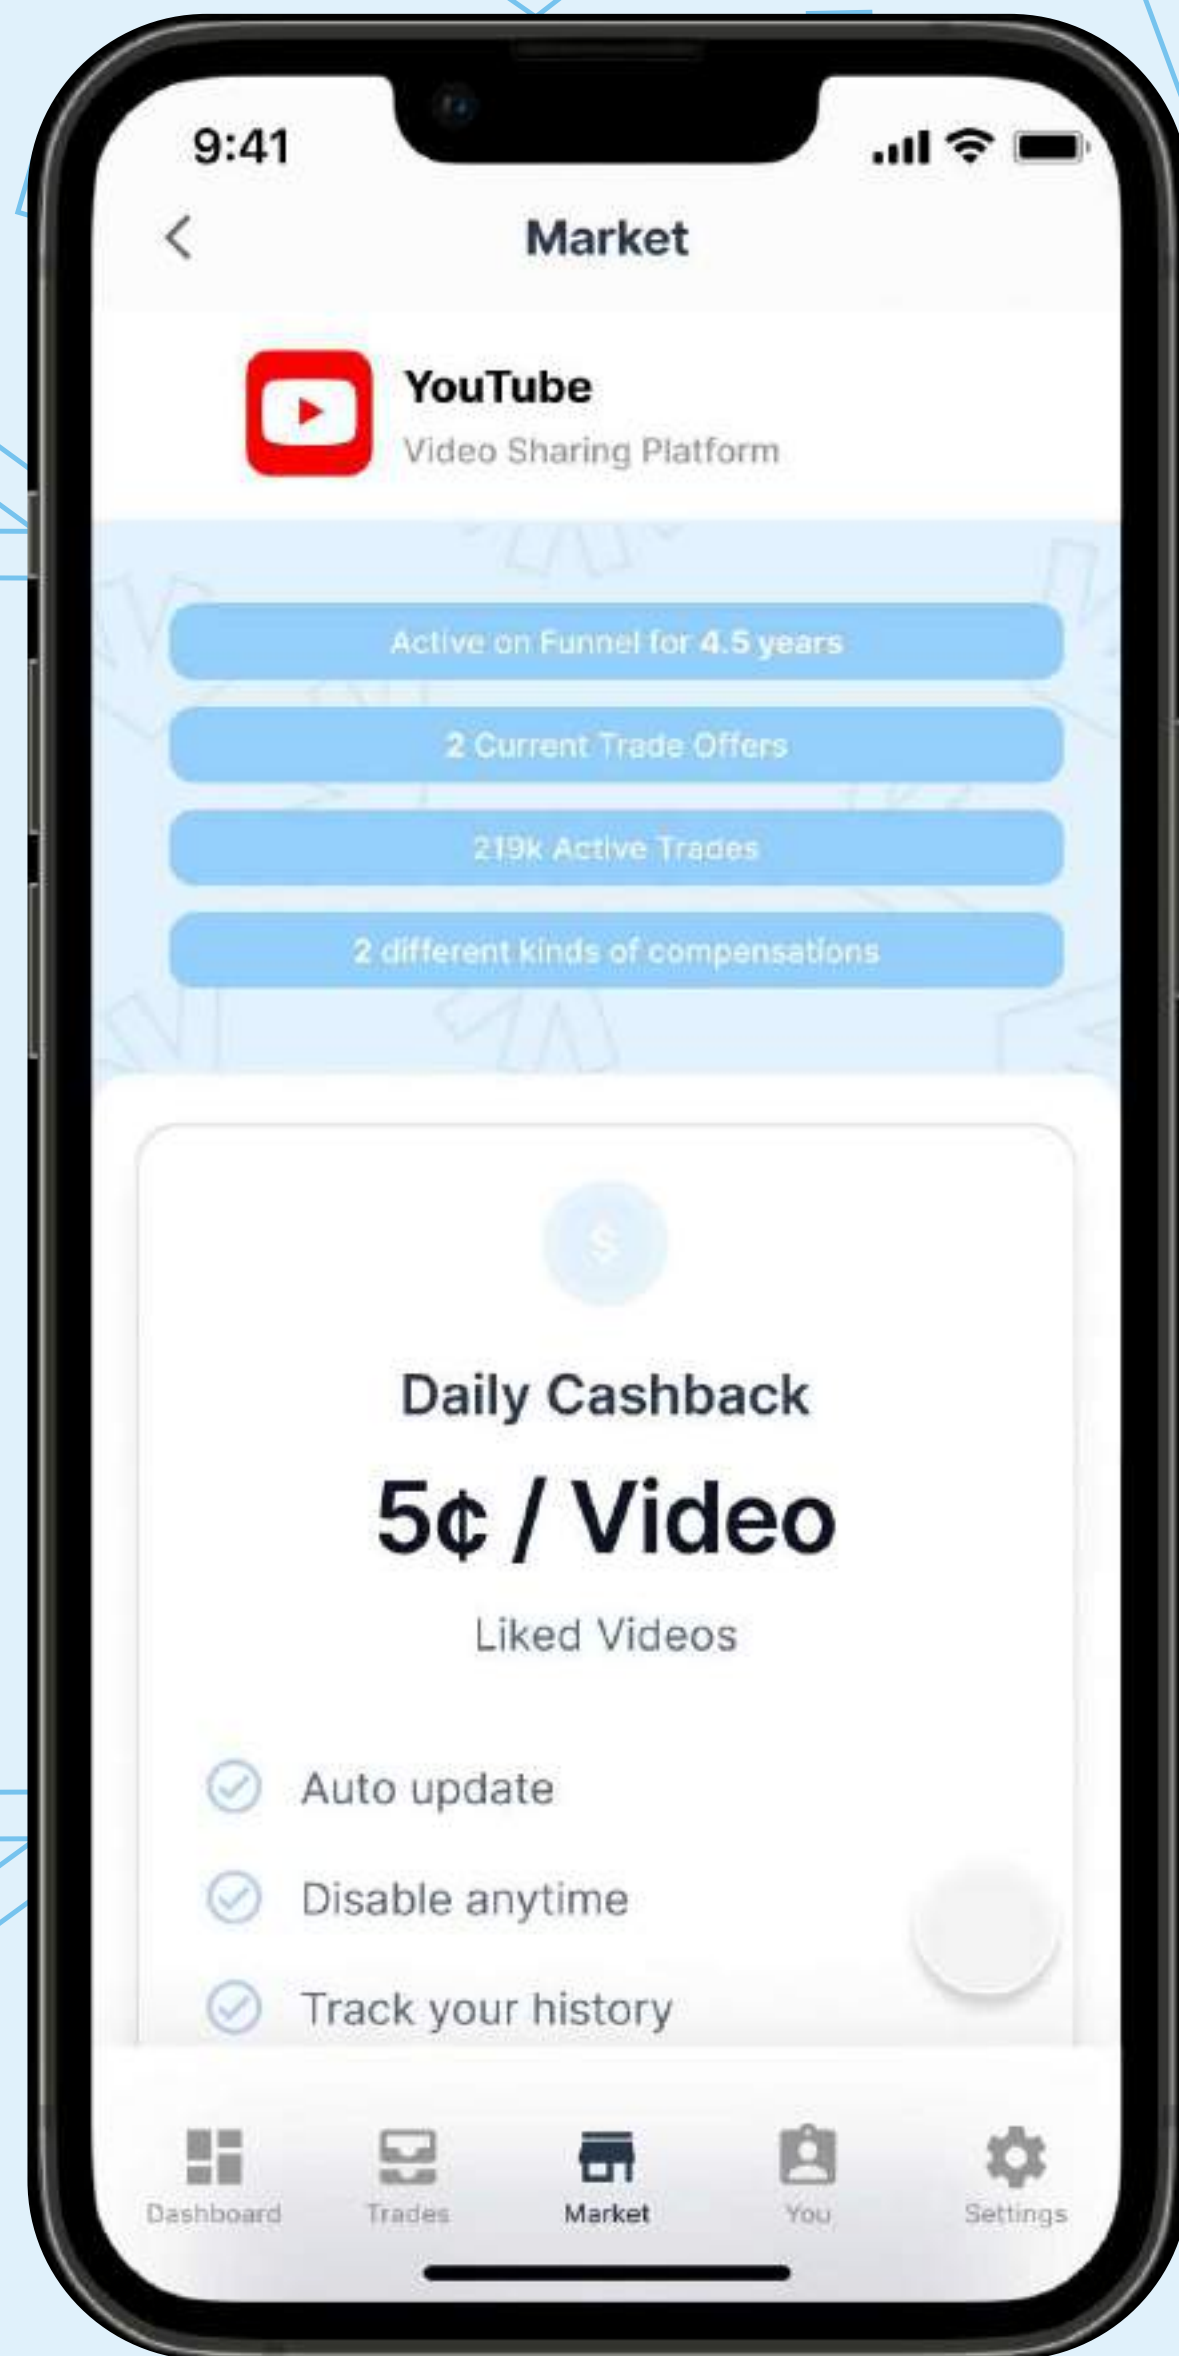 9:41
Market
YouTube
Video Sharing Platform
Active on Funnel for 4.5 years
2 Current Trade Offers
219k Active Trades
2 different kinds of compensations
$
Daily Cashback
5¢ / Video
Liked Videos
Auto update
Disable anytime
Track your history
Dashboard Trades Market You Settings